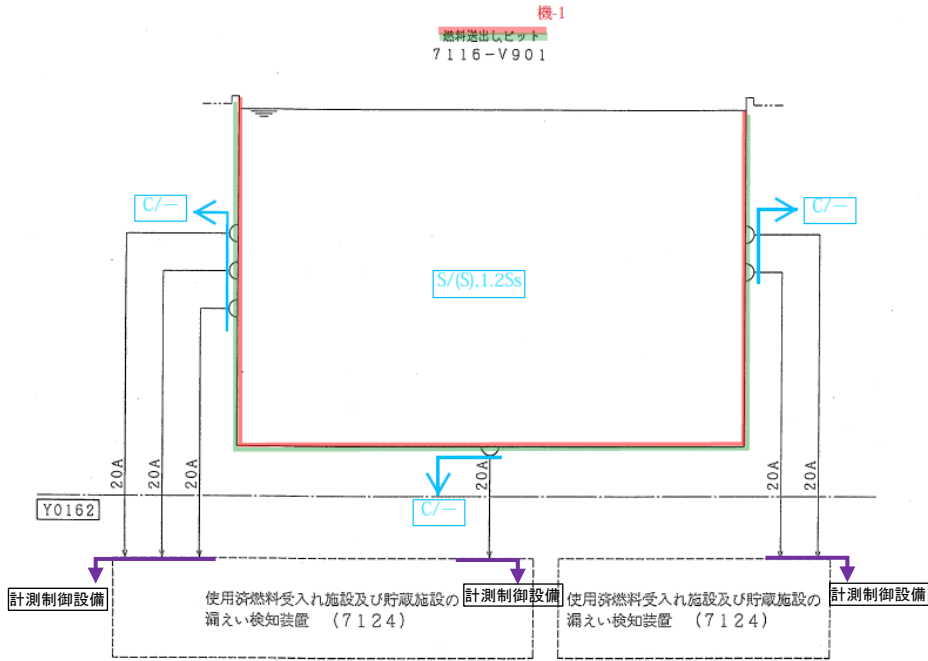 機-1
燃料送出しピット
7116-V901
C/－
C/－
S/(S),1.2Ss
20A
20A
20A
20A
20A
20A
C/－
Y0162
計測制御設備
使用済燃料受入れ施設及び貯蔵施設の
漏えい検知装置 (7124)
計測制御設備
使用済燃料受入れ施設及び貯蔵施設の
漏えい検知装置 (7124)
計測制御設備